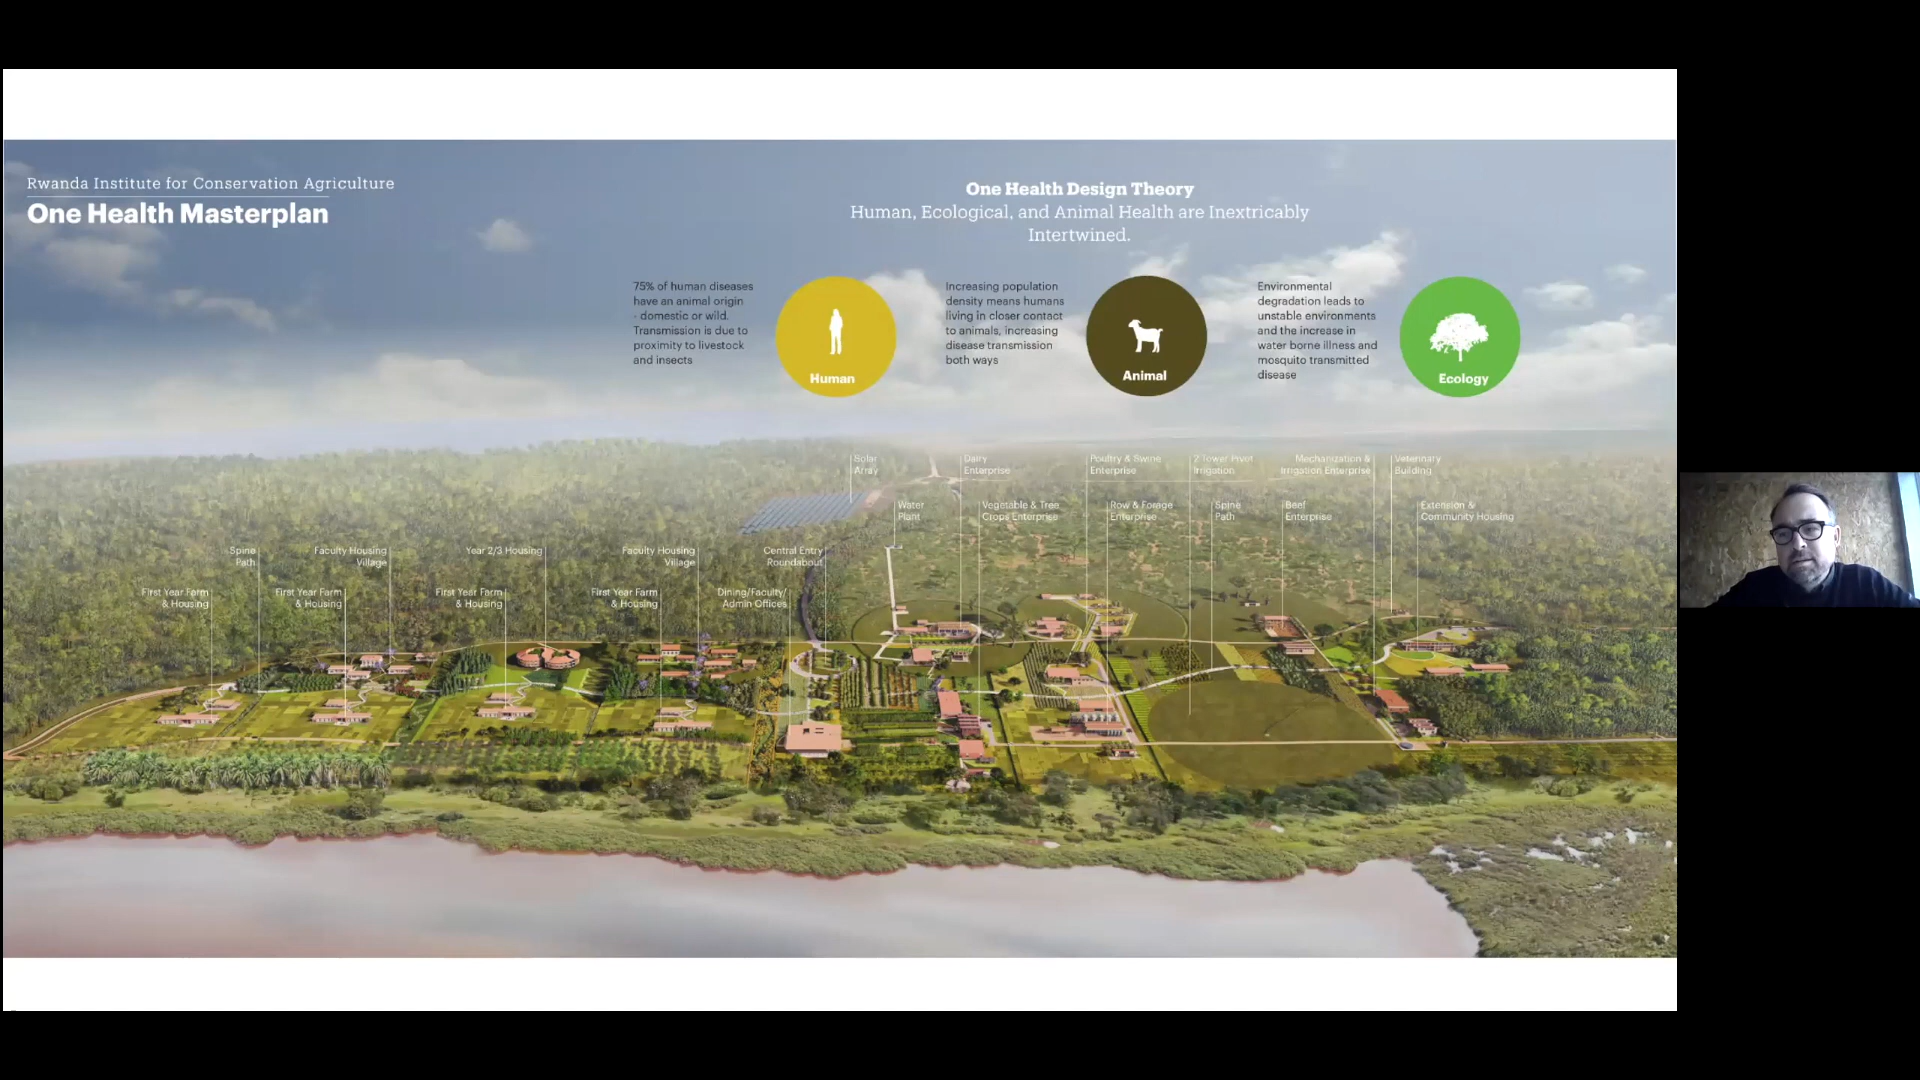 Rwanda Institute for Conservation Agriculture
One Health Masterplan
One Health Design Theory
Human, Ecological, and Animal Health are Inextricably
Intertwined.
75% of human diseases
have an animal origin
- domestic or wild.
Transmission is due to
proximity to livestock
and insects
Human
Increasing population
density means humans
living in closer contact
to animals, increasing
disease transmission
both ways
Animal
Environmental
degradation leads to
unstable environments
and the increase in
water borne illness and
mosquito transmitted
disease
Ecology
Solar
Array
Dairy
Enterprise
Poultry & Swine
Enterprise
2 Tower Pivot
Irrigation
Mechanization &
Irrigation Enterprise
Veterinary
Building
Water
Plant
Vegetable & Tree
Crops Enterprise
Row & Forage
Enterprise
Spine
Path
Beef
Enterprise
Extension &
Community Housing
Spine
Path
Faculty Housing
Village
Year 2/3 Housing
Faculty Housing
Village
Central Entry
Roundabout
First Year Farm
& Housing
First Year Farm
& Housing
First Year Farm
& Housing
First Year Farm
& Housing
Dining/Faculty/
Admin Offices